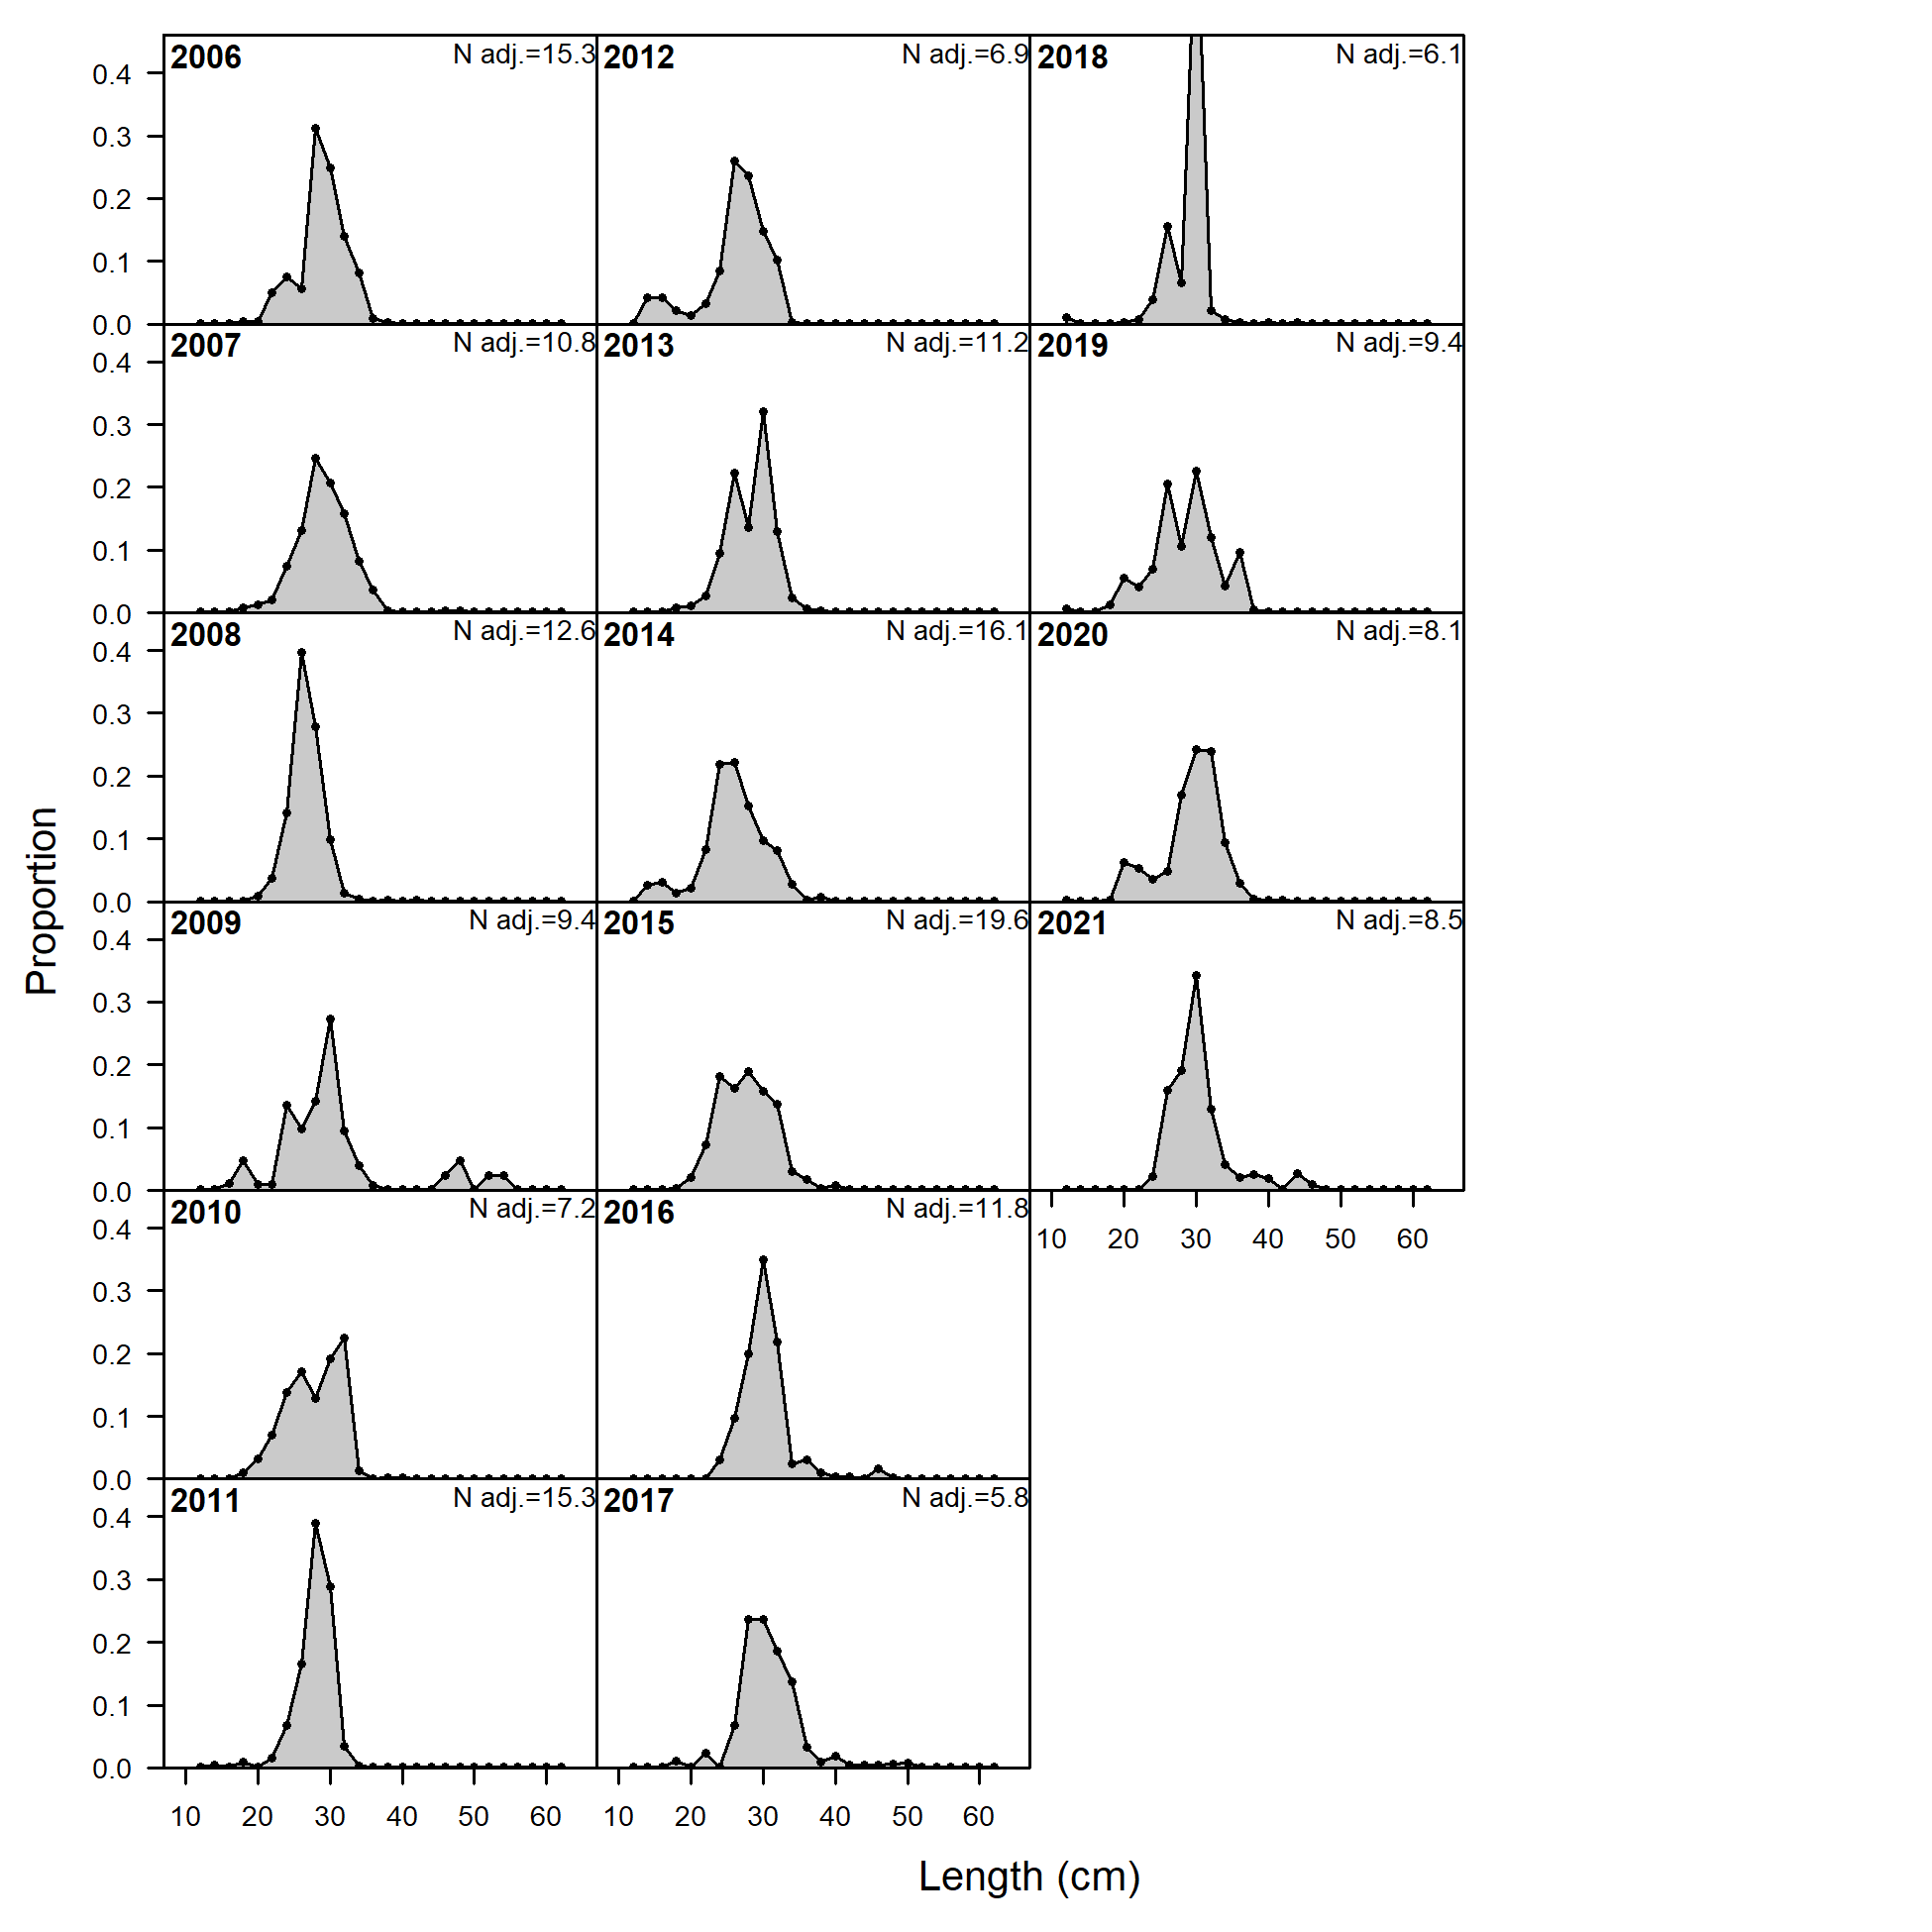 2006 N adj.=15.3
2012 N adj.=6.9
2018 N adj.=6.1
0.4
0.3
0.2
0.1
0.0
2007 N adj.=10.8
2013 N adj.=11.2
2019 N adj.=9.4
0.4
0.3
0.2
0.1
0.0
2008 N adj.=12.6
2014 N adj.=16.1
2020 N adj.=8.1
0.4
0.3
0.2
0.1
0.0
2009 N adj.=9.4
2015 N adj.=19.6
2021 N adj.=8.5
0.4
0.3
0.2
0.1
0.0
10 20 30 40 50 60
2010 N adj.=7.2
2016 N adj.=11.8
0.4
0.3
0.2
0.1
0.0
2011 N adj.=15.3
2017 N adj.=5.8
0.4
0.3
0.2
0.1
0.0
10 20 30 40 50 60
10 20 30 40 50 60
Proportion
Length (cm)